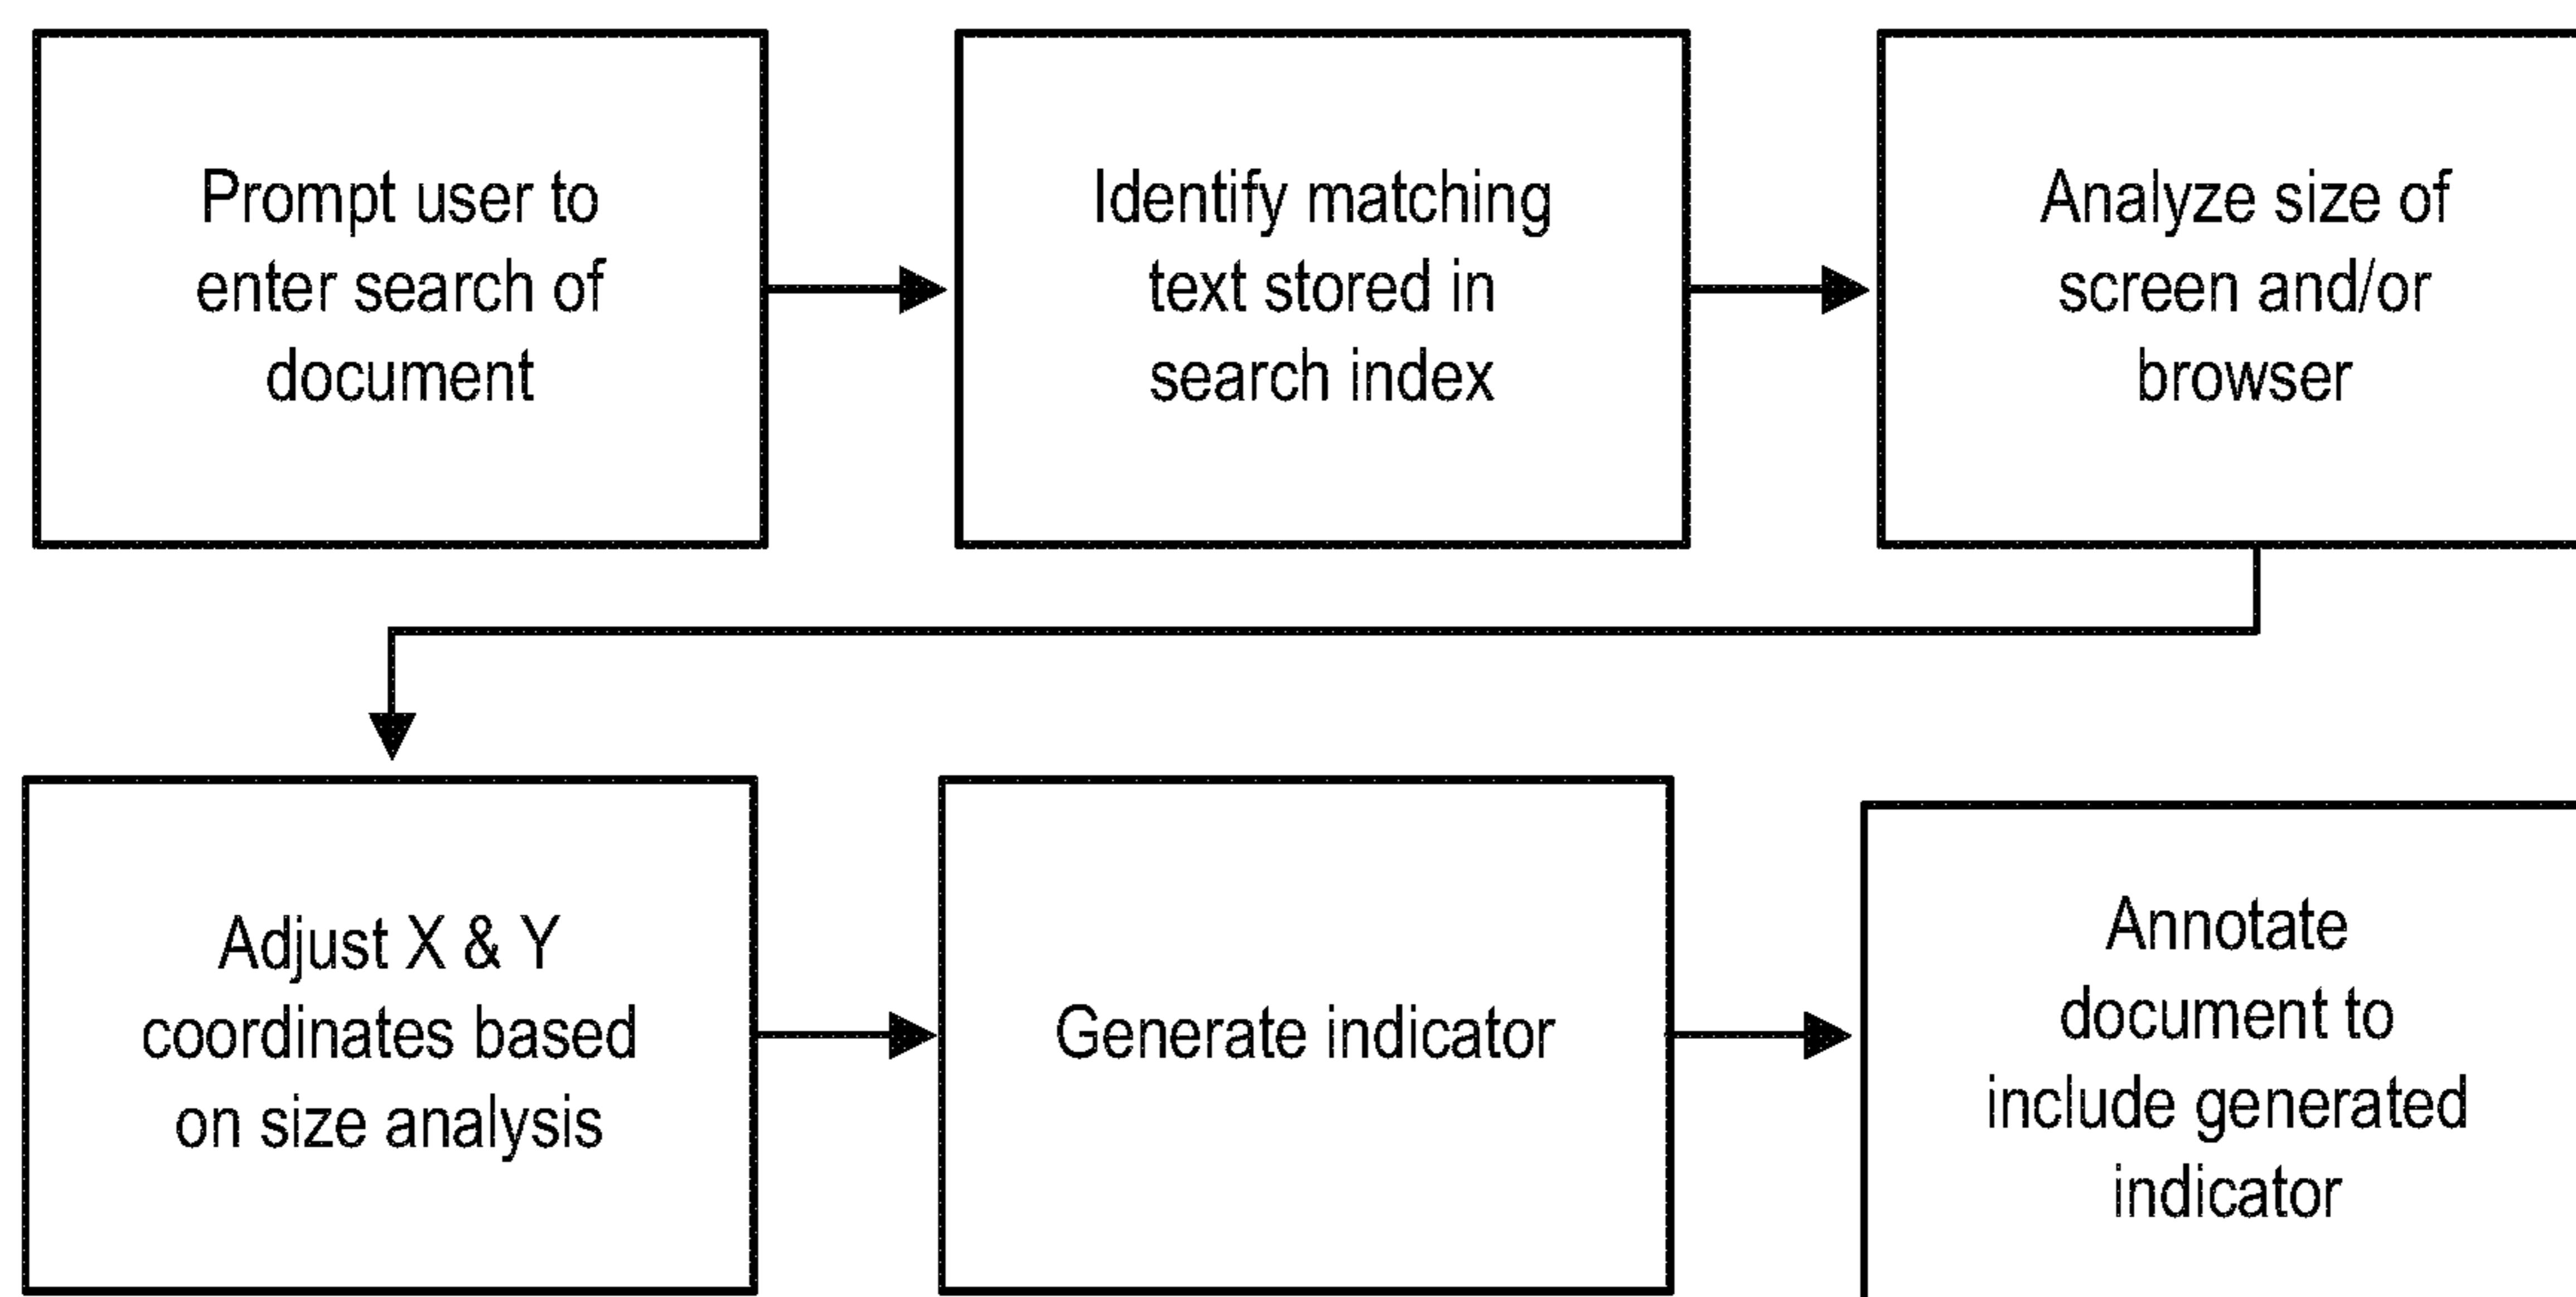 Prompt user to
enter search of
document
Identify matching
text stored in
search index
Analyze size of
screen and/or
browser
Adjust X & Y
coordinates based
on size analysis
Generate indicator
Annotate
document to
include generated
indicator